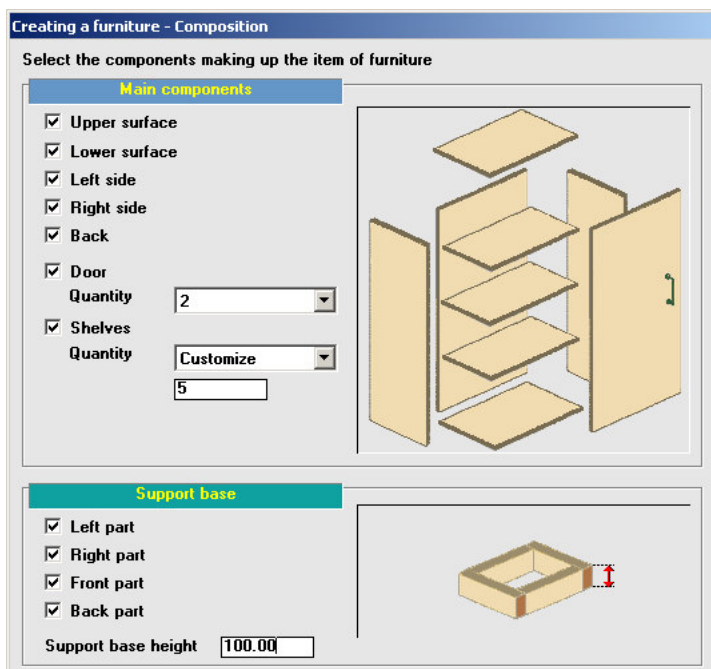 Creating a furniture - Composition
Select the components making up the item of furniture
Main components
Upper surface
Lower surface
Left side
Right side
Back
Door
Quantity 2
Shelves
Quantity Customize
5
Support base
Left part
Right part
Front part
Back part
Support base height 100.00